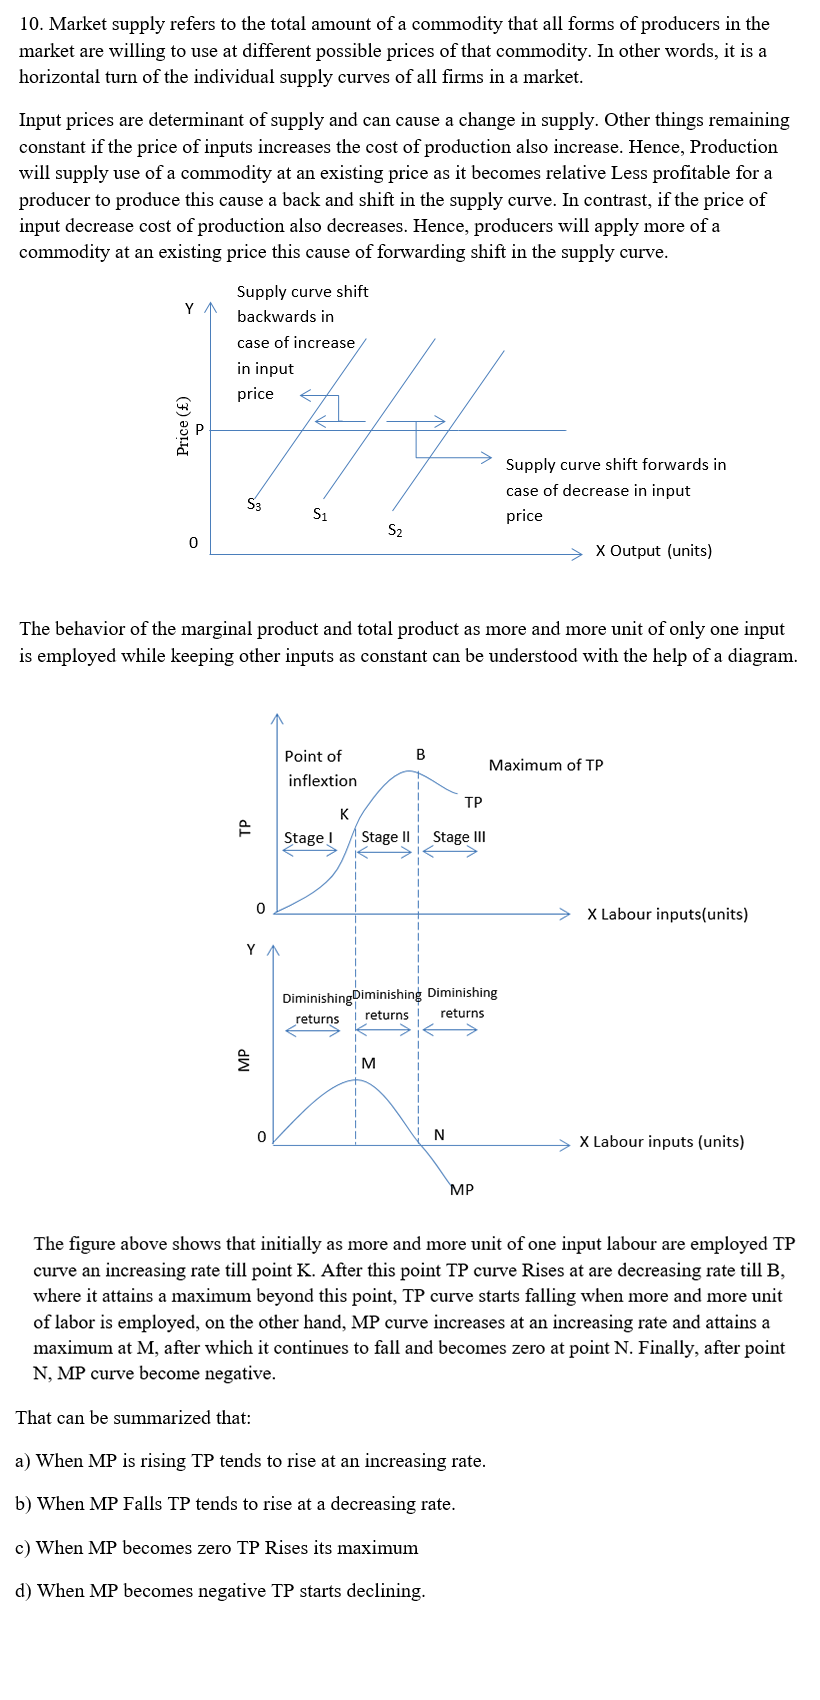 10. Market supply refers to the total amount of a commodity that all forms of producers in the
market are willing to use at different possible prices of that commodity. In other words, it is a
horizontal turn of the individual supply curves of all firms in a market.
Input prices are determinant of supply and can cause a change in supply. Other things remaining
constant if the price of inputs increases the cost of production also increase. Hence, Production
will supply use of a commodity at an existing price as it becomes relative Less profitable for a
producer to produce this cause a back and shift in the supply curve. In contrast, if the price of
input decrease cost of production also decreases. Hence, producers will apply more of a
commodity at an existing price this cause of forwarding shift in the supply curve.
Supply curve shift
backwards in
case of increase
in input
price
Y
Price (£)
P
S3
S1
S2
0
Supply curve shift forwards in
case of decrease in input
price
X Output (units)
The behavior of the marginal product and total product as more and more unit of only one input
is employed while keeping other inputs as constant can be understood with the help of a diagram.
Point of
inflextion
B
Maximum of TP
TP
K
TP
Stage I
Stage II
Stage III
0
X Labour inputs(units)
Y
Diminishing
returns
Diminishing
returns
Diminishing
returns
MP
M
0
N
X Labour inputs (units)
MP
The figure above shows that initially as more and more unit of one input labour are employed TP
curve an increasing rate till point K. After this point TP curve Rises at are decreasing rate till B,
where it attains a maximum beyond this point, TP curve starts falling when more and more unit
of labor is employed, on the other hand, MP curve increases at an increasing rate and attains a
maximum at M, after which it continues to fall and becomes zero at point N. Finally, after point
N, MP curve become negative.
That can be summarized that:
a) When MP is rising TP tends to rise at an increasing rate.
b) When MP Falls TP tends to rise at a decreasing rate.
c) When MP becomes zero TP Rises its maximum
d) When MP becomes negative TP starts declining.